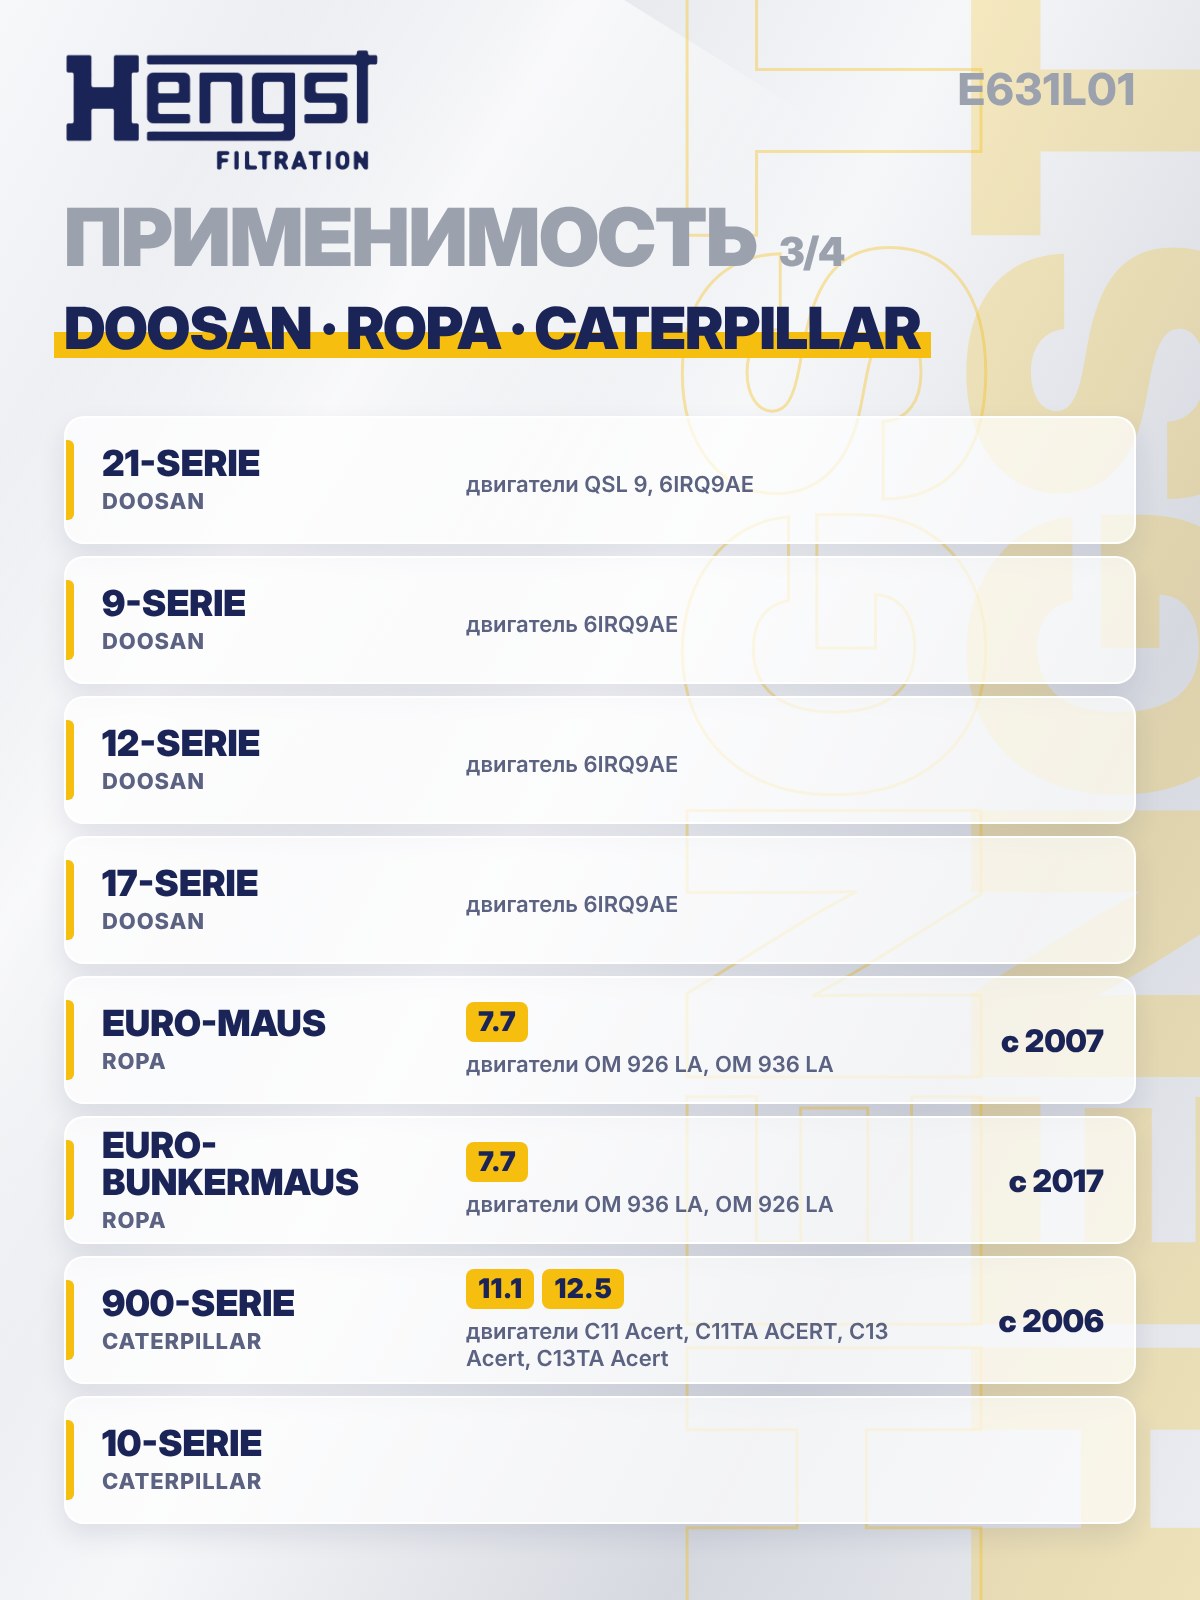 Hengst
FILTRATION
E631L01
ПРИМЕНИМОСТЬ 3/4
DOOSAN · ROPA · CATERPILLAR
21-SERIE
DOOSAN
двигатели QSL 9, 6IRQ9AE
9-SERIE
DOOSAN
двигатель 6IRQ9AE
12-SERIE
DOOSAN
двигатель 6IRQ9AE
17-SERIE
DOOSAN
двигатель 6IRQ9AE
EURO-MAUS
ROPA
7.7
двигатели OM 926 LA, OM 936 LA
с 2007
EURO-
BUNKERMAUS
ROPA
7.7
двигатели OM 936 LA, OM 926 LA
с 2017
900-SERIE
CATERPILLAR
11.1 12.5
двигатели C11 Acert, C11TA ACERT, C13
Acert, C13TA Acert
с 2006
10-SERIE
CATERPILLAR
HENGST
HENGST